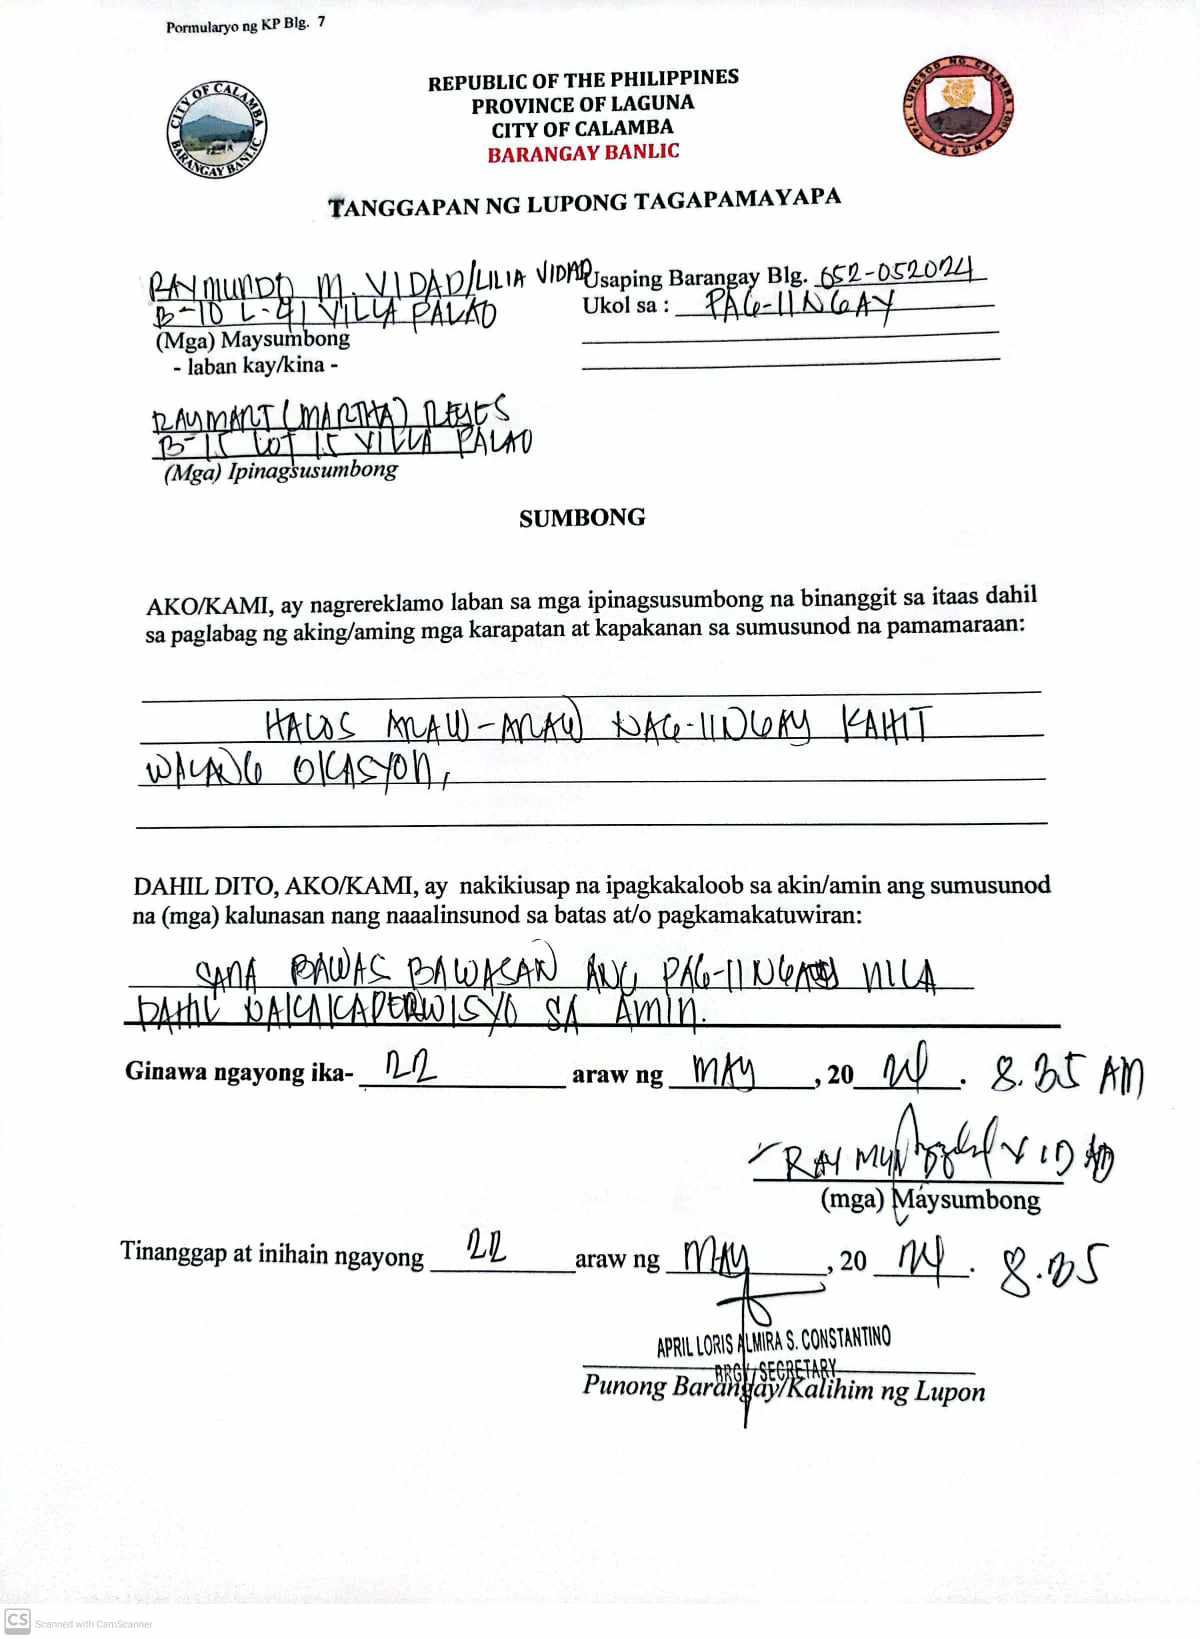 Pormularyo ng KP Blg. 7
CITY OF CALAMBA
BARANGAY BANLIC
REPUBLIC OF THE PHILIPPINES
PROVINCE OF LAGUNA
CITY OF CALAMBA
BARANGAY BANLIC
LUNGSOD NG CALAMBA
1742 LAGUNA
TANGGAPAN NG LUPONG TAGAPAMAYAPA
RAYMUNDO M. VIDAD/LILIA VIDAD Usaping Barangay Blg. 652-052024
B-10 L-41 VILLA PALAO Ukol sa : PAG-IINGAY
(Mga) Maysumbong
- laban kay/kina -
RAYMART (MARTHA) REYES
B-15 LOT 15 VILLA PALAO
(Mga) Ipinagsusumbong
SUMBONG
AKO/KAMI, ay nagrereklamo laban sa mga ipinagsusumbong na binanggit sa itaas dahil
sa paglabag ng aking/aming mga karapatan at kapakanan sa sumusunod na pamamaraan:
HALOS ARAW-ARAW NAG-IINGAY KAHIT
WALANG OKASYON,
DAHIL DITO, AKO/KAMI, ay nakikiusap na ipagkakaloob sa akin/amin ang sumusunod
na (mga) kalunasan nang naaalinsunod sa batas at/o pagkamakatuwiran:
SANA BAWAS BAWASAN ANG PAG-IINGAY NILA
DAHIL NAKAKAPERWISYO SA AMIN.
Ginawa ngayong ika- 22 araw ng MAY , 20 24 . 8.35 AM
RAYMUN VIDAD
(mga) Maysumbong
Tinanggap at inihain ngayong 22 araw ng MAY , 20 24 . 8.35
APRIL LORIS ALMIRA S. CONSTANTINO
BRGY SECRETARY
Punong Barangay/Kalihim ng Lupon
CS Scanned with CamScanner